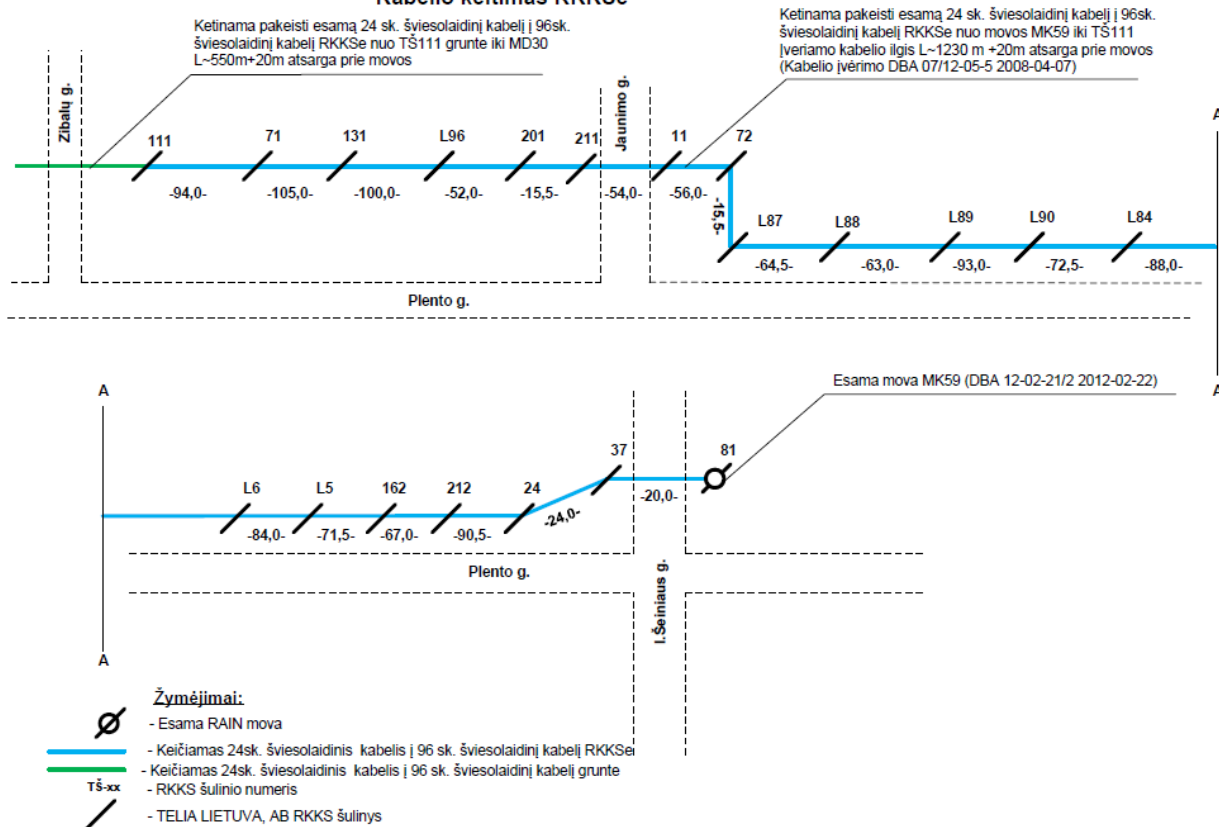 Kabelio keitimas RKKSe
Ketinama pakeisti esamą 24 sk. šviesolaidinį kabelį į 96sk.
šviesolaidinį kabelį RKKSe nuo TŠ111 grunte iki MD30
L~550m+20m atsarga prie movos
Ketinama pakeisti esamą 24 sk. šviesolaidinį kabelį į 96sk.
šviesolaidinį kabelį RKKSe nuo movos MK59 iki TŠ111
Įveriamo kabelio ilgis L~1230 m +20m atsarga prie movos
(Kabelio įvėrimo DBA 07/12-05-5 2008-04-07)
Zibalų g.
Jaunimo g.
A
111 71 131 L96 201 211 11 72
-94,0- -105,0- -100,0- -52,0- -15,5- -54,0- -56,0-
-15,5-
L87 L88 L89 L90 L84
-64,5- -63,0- -93,0- -72,5- -88,0-
Plento g.
A
A
Esama mova MK59 (DBA 12-02-21/2 2012-02-22)
L6 L5 162 212 24 37 81
-84,0- -71,5- -67,0- -90,5- -24,0- -20,0-
Plento g.
I.Šeiniaus g.
A
Žymėjimai:
- Esama RAIN mova
- Keičiamas 24sk. šviesolaidinis kabelis į 96 sk. šviesolaidinį kabelį RKKSe
- Keičiamas 24sk. šviesolaidinis kabelis į 96 sk. šviesolaidinį kabelį grunte
TŠ-xx - RKKS šulinio numeris
- TELIA LIETUVA, AB RKKS šulinys